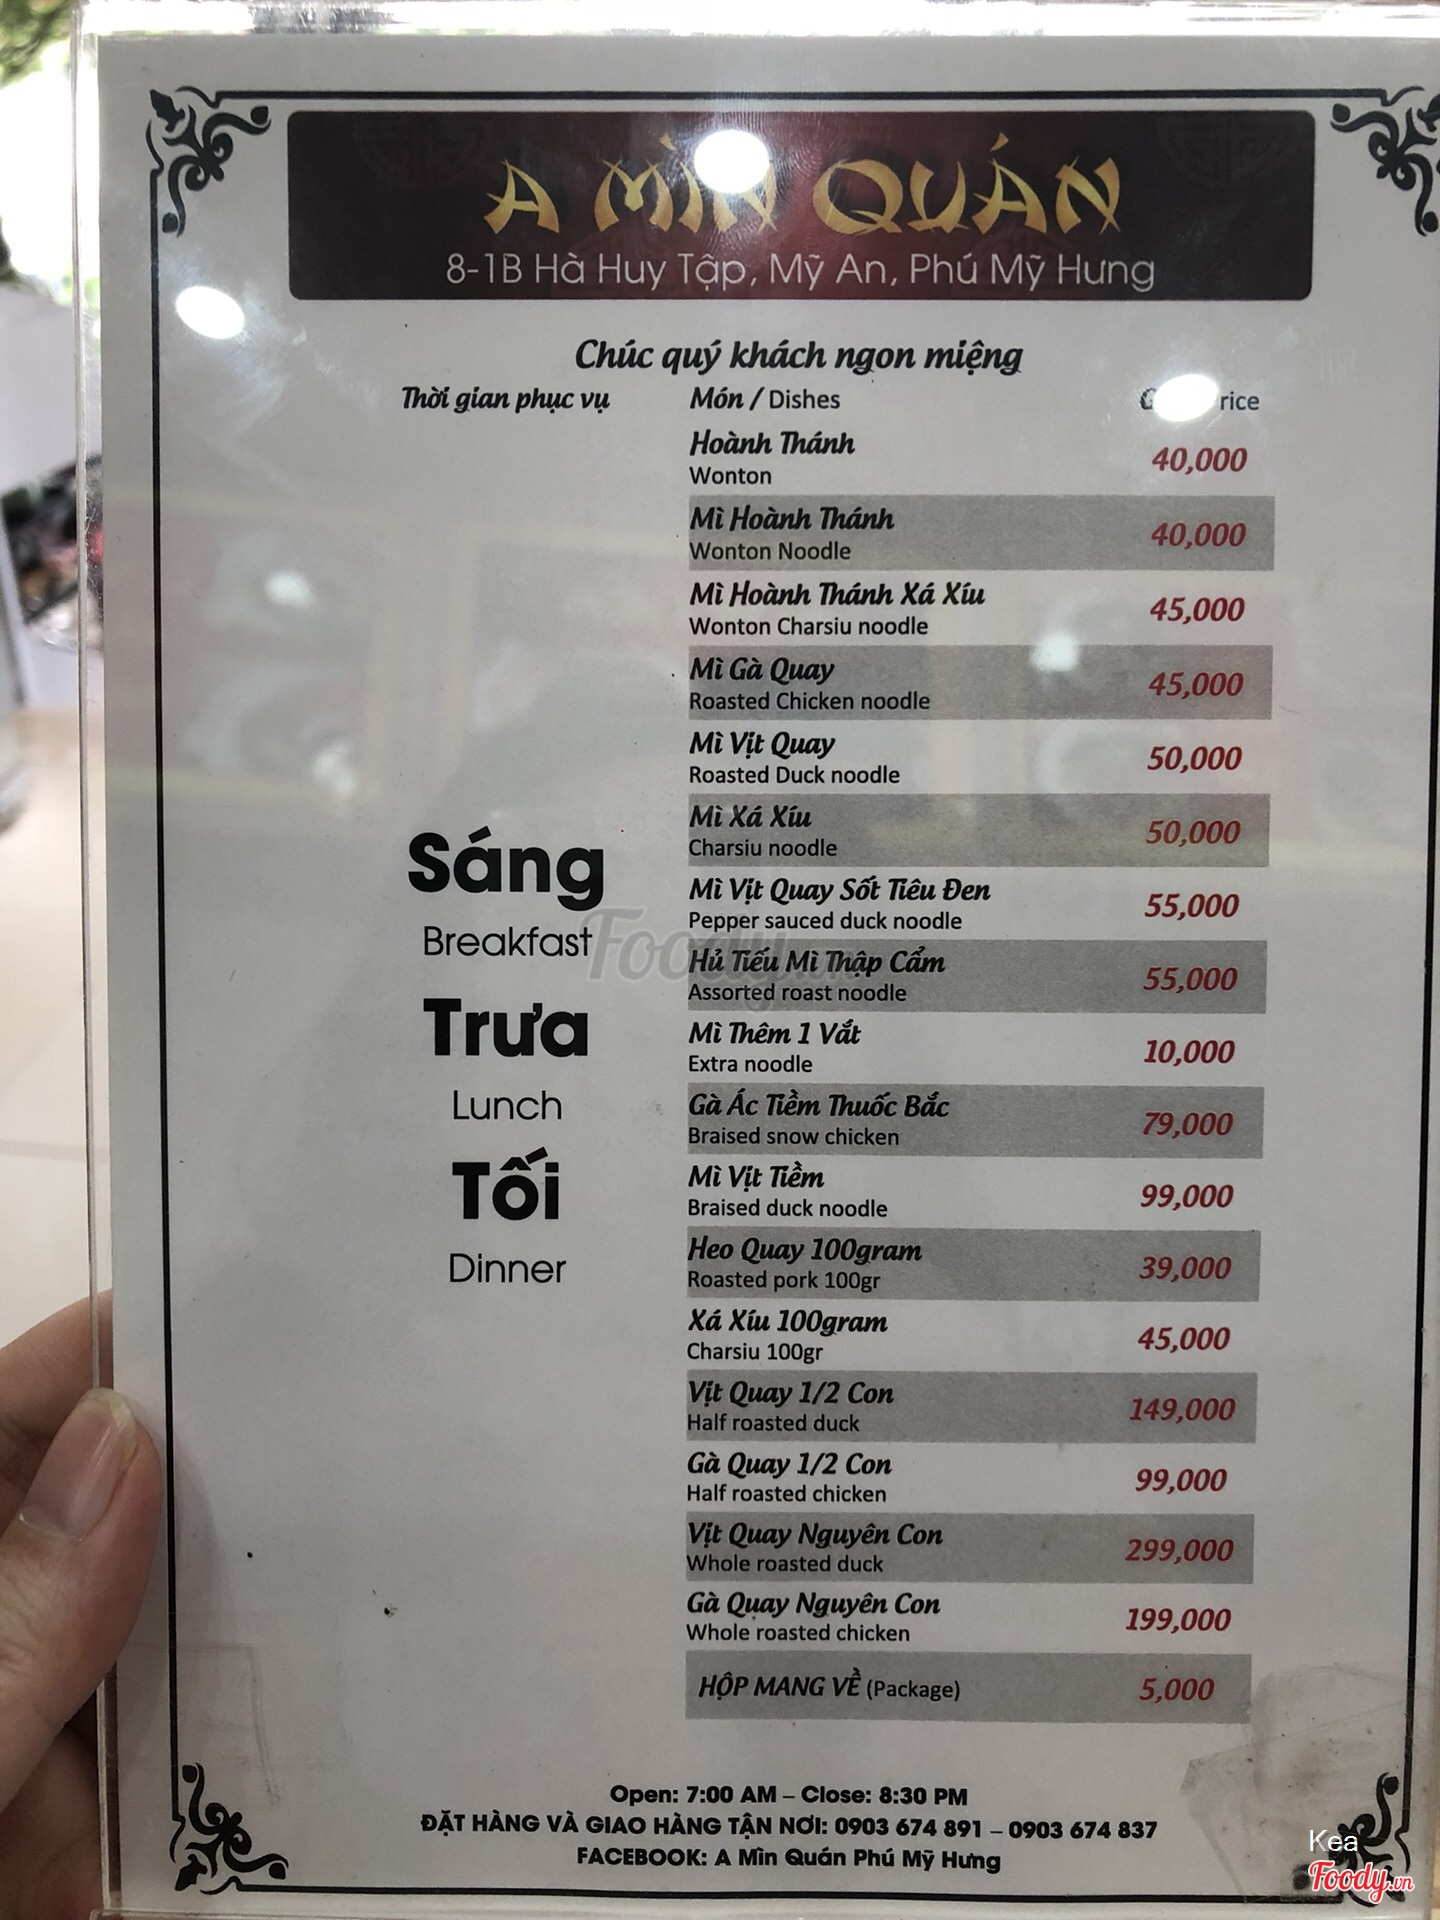 A MÌN QUÁN
8-1B Hà Huy Tập, Mỹ An, Phú Mỹ Hưng
Chúc quý khách ngon miệng
Thời gian phục vụ Món / Dishes
Hoành Thánh
Wonton
40,000
Mì Hoành Thánh
Wonton Noodle
40,000
Mì Hoành Thánh Xá Xíu
Wonton Charsiu noodle
45,000
Mì Gà Quay
Roasted Chicken noodle
45,000
Mì Vịt Quay
Roasted Duck noodle
50,000
Mì Xá Xíu
Charsiu noodle
50,000
Mì Vịt Quay Sốt Tiêu Đen
Pepper sauced duck noodle
55,000
Hủ Tiếu Mì Thập Cẩm
Assorted roast noodle
55,000
Mì Thêm 1 Vắt
Extra noodle
10,000
Gà Ác Tiềm Thuốc Bắc
Braised snow chicken
79,000
Mì Vịt Tiềm
Braised duck noodle
99,000
Heo Quay 100gram
Roasted pork 100gr
39,000
Xá Xíu 100gram
Charsiu 100gr
45,000
Vịt Quay 1/2 Con
Half roasted duck
149,000
Gà Quay 1/2 Con
Half roasted chicken
99,000
Vịt Quay Nguyên Con
Whole roasted duck
299,000
Gà Quay Nguyên Con
Whole roasted chicken
199,000
HỘP MANG VỀ (Package)
5,000
Sáng
Breakfast
Trưa
Lunch
Tối
Dinner
Foody.vn
Open: 7:00 AM – Close: 8:30 PM
ĐẶT HÀNG VÀ GIAO HÀNG TẬN NƠI: 0903 674 891 – 0903 674 837
FACEBOOK: A Mìn Quán Phú Mỹ Hưng
Kea
Foody.vn